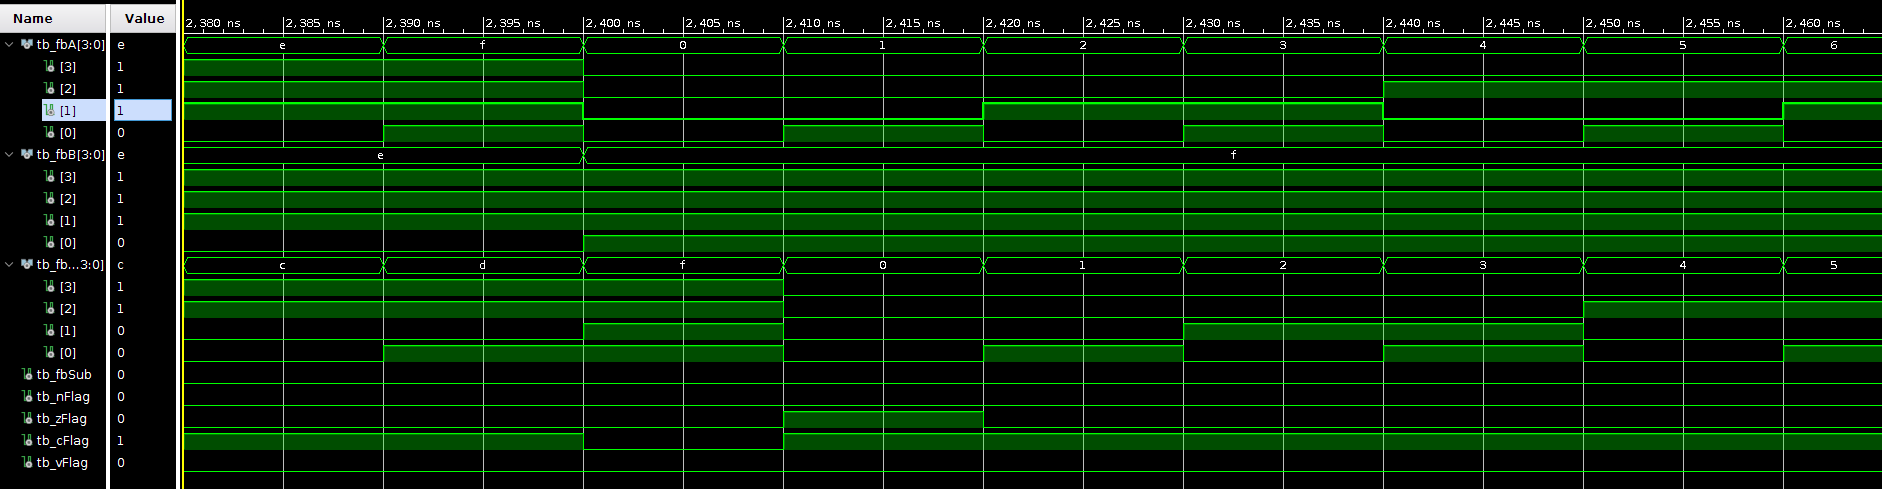 Name Value 2,380 ns 2,385 ns 2,390 ns 2,395 ns 2,400 ns 2,405 ns 2,410 ns 2,415 ns 2,420 ns 2,425 ns 2,430 ns 2,435 ns 2,440 ns 2,445 ns 2,450 ns 2,455 ns 2,460 ns
tb_fbA[3:0] e e f 0 1 2 3 4 5 6
[3] 1
[2] 1
[1] 1
[0] 0
tb_fbB[3:0] e e f
[3] 1
[2] 1
[1] 1
[0] 0
tb_fb...3:0] c c d f 0 1 2 3 4 5
[3] 1
[2] 1
[1] 0
[0] 0
tb_fbSub 0
tb_nFlag 0
tb_zFlag 0
tb_cFlag 1
tb_vFlag 0